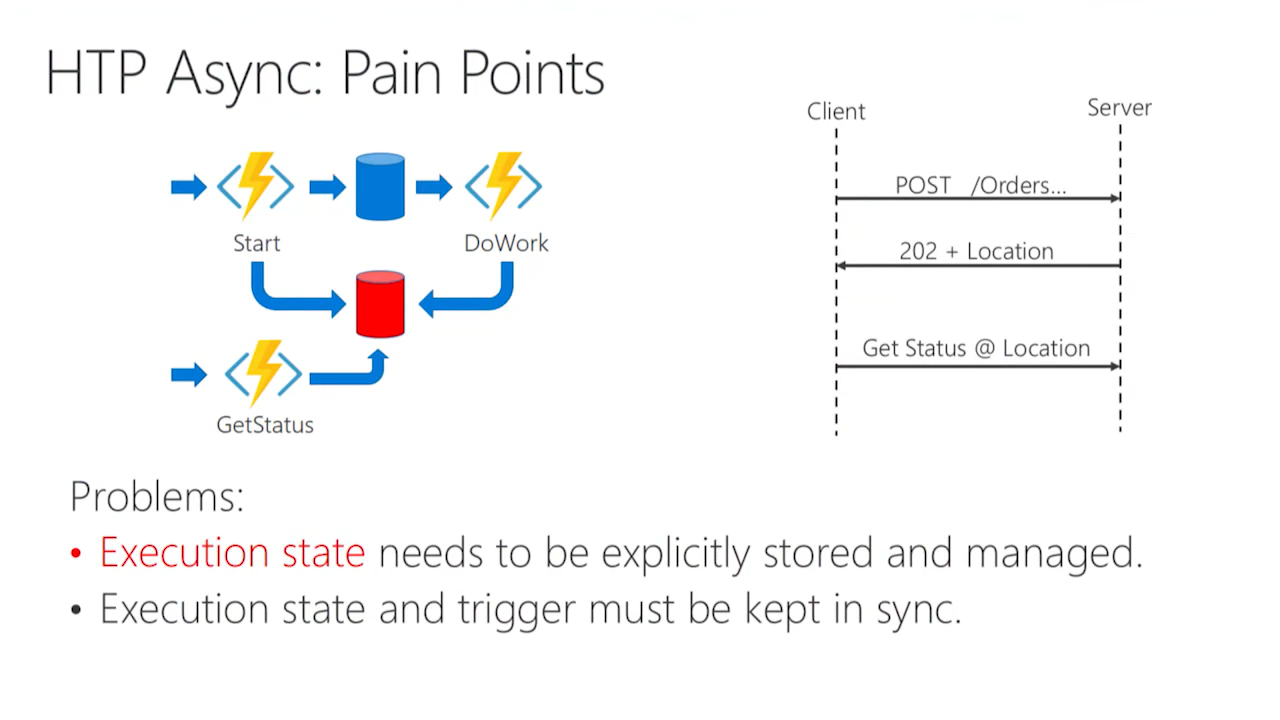 HTP Async: Pain Points
Client
Server
POST /Orders...
202 + Location
Get Status @ Location
Start
DoWork
GetStatus
Problems:
• Execution state needs to be explicitly stored and managed.
• Execution state and trigger must be kept in sync.